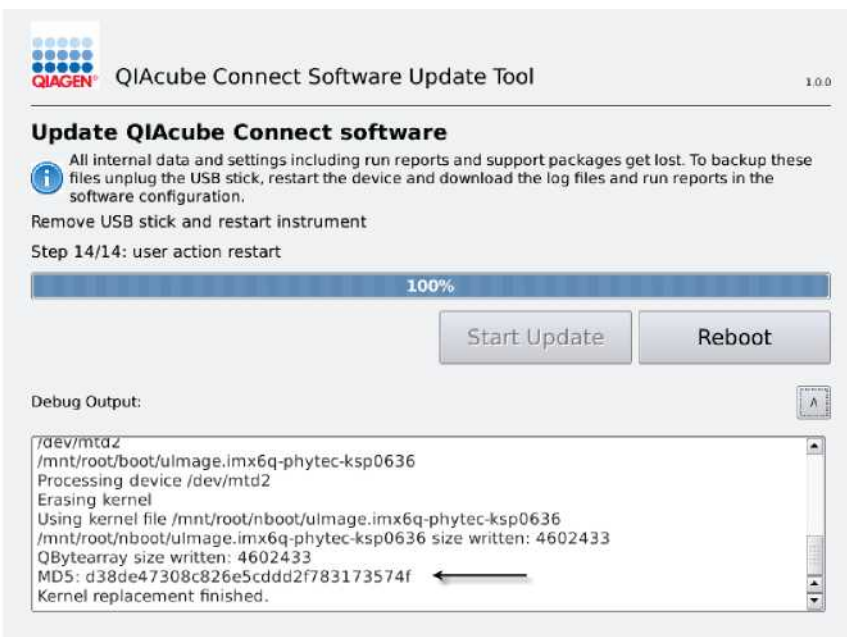 QIAGEN®
QIAcube Connect Software Update Tool
1.0.0
Update QIAcube Connect software
All internal data and settings including run reports and support packages get lost. To backup these
files unplug the USB stick, restart the device and download the log files and run reports in the
software configuration.
Remove USB stick and restart instrument
Step 14/14: user action restart
100%
Start Update
Reboot
Debug Output:
/dev/mtd2
/mnt/root/boot/uImage.imx6q-phytec-ksp0636
Processing device /dev/mtd2
Erasing kernel
Using kernel file /mnt/root/nboot/uImage.imx6q-phytec-ksp0636
/mnt/root/nboot/uImage.imx6q-phytec-ksp0636 size written: 4602433
QBytearray size written: 4602433
MD5: d38de47308c826e5cddd2f783173574f
Kernel replacement finished.